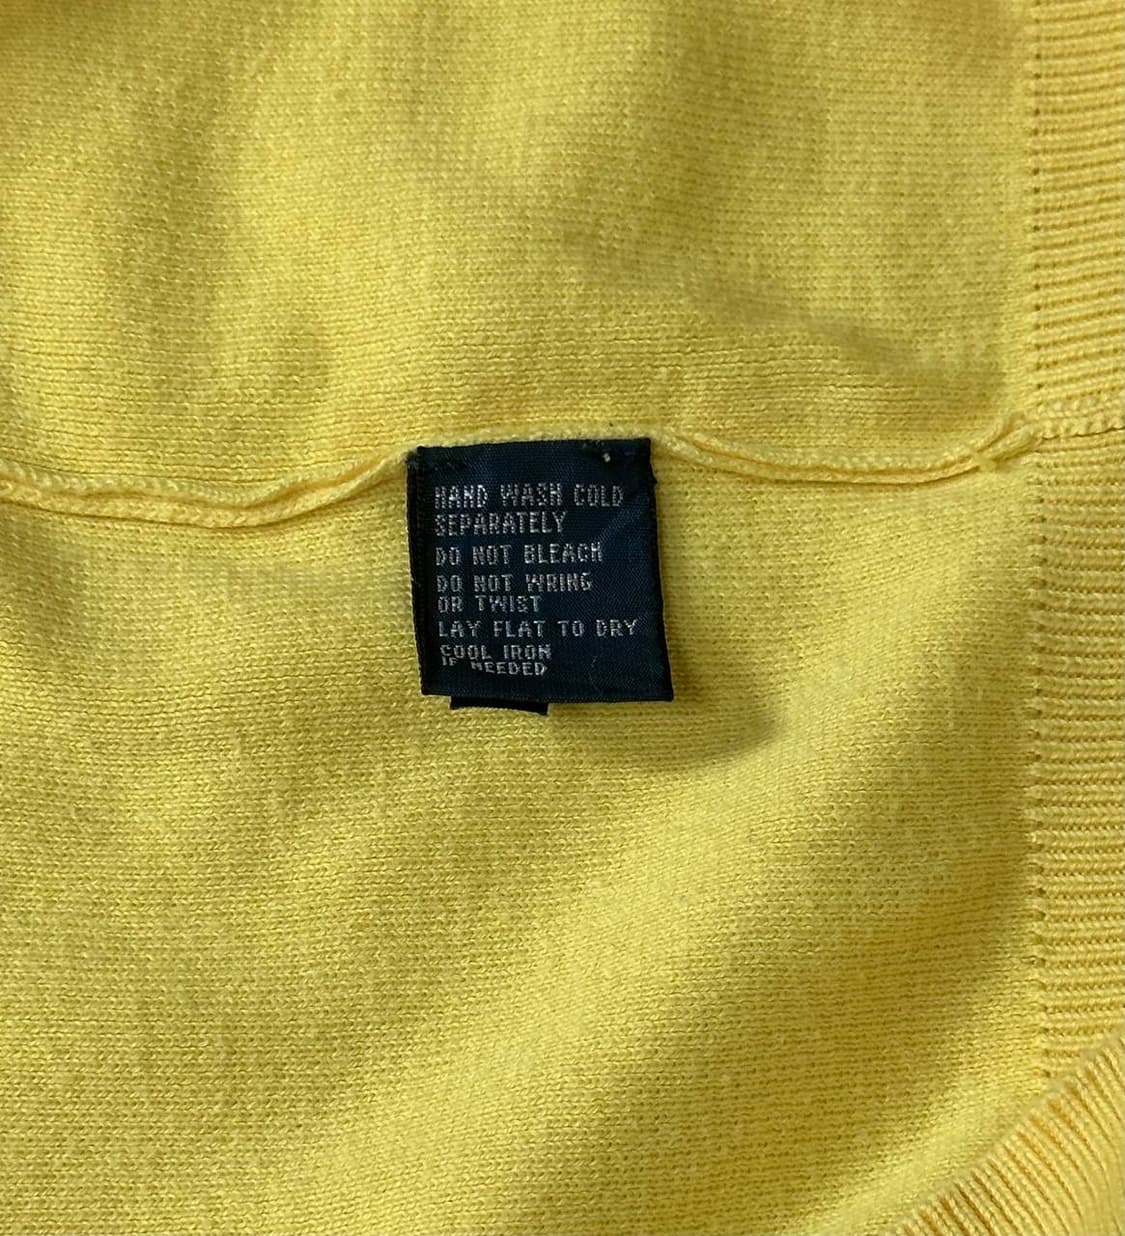 HAND WASH COLD
SEPARATELY
DO NOT BLEACH
DO NOT WRING
OR TWIST
LAY FLAT TO DRY
COOL IRON
IF NEEDED